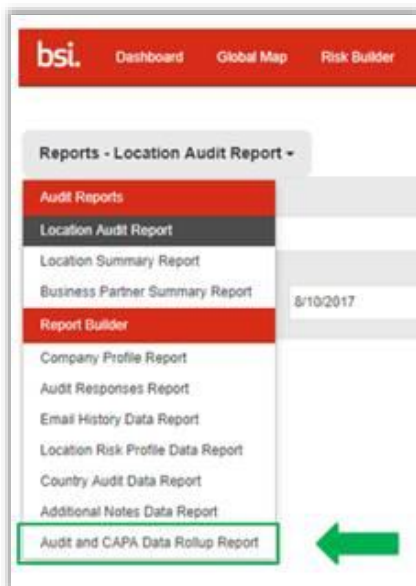 bsi. Dashboard Global Map Risk Builder
Reports - Location Audit Report
Audit Reports
Location Audit Report
Location Summary Report
Business Partner Summary Report
8/10/2017
Report Builder
Company Profile Report
Audit Responses Report
Email History Data Report
Location Risk Profile Data Report
Country Audit Data Report
Additional Notes Data Report
Audit and CAPA Data Rollup Report